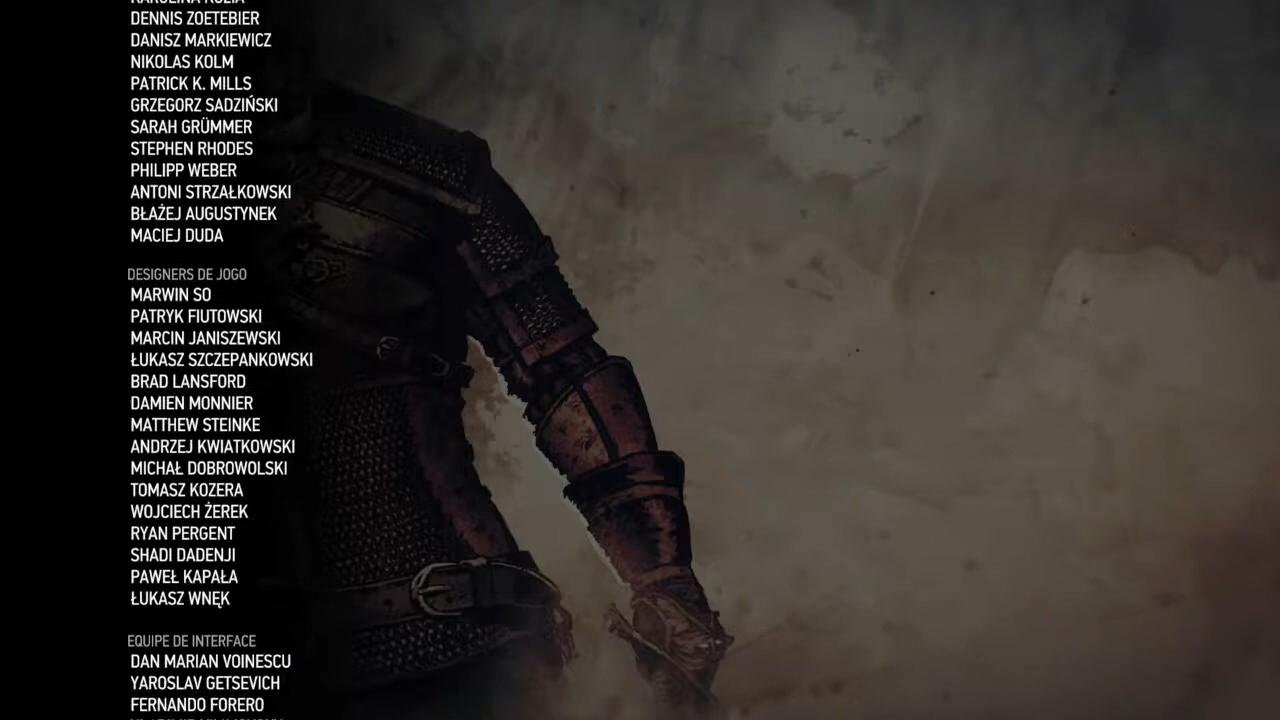 KAROLINA KUZIA
DENNIS ZOETEBIER
DANISZ MARKIEWICZ
NIKOLAS KOLM
PATRICK K. MILLS
GRZEGORZ SADZIŃSKI
SARAH GRÜMMER
STEPHEN RHODES
PHILIPP WEBER
ANTONI STRZAŁKOWSKI
BŁAŻEJ AUGUSTYNEK
MACIEJ DUDA
DESIGNERS DE JOGO
MARWIN SO
PATRYK FIUTOWSKI
MARCIN JANISZEWSKI
ŁUKASZ SZCZEPANKOWSKI
BRAD LANSFORD
DAMIEN MONNIER
MATTHEW STEINKE
ANDRZEJ KWIATKOWSKI
MICHAŁ DOBROWOLSKI
TOMASZ KOZERA
WOJCIECH ŻEREK
RYAN PERGENT
SHADI DADENJI
PAWEŁ KAPAŁA
ŁUKASZ WNĘK
EQUIPE DE INTERFACE
DAN MARIAN VOINESCU
YAROSLAV GETSEVICH
FERNANDO FORERO